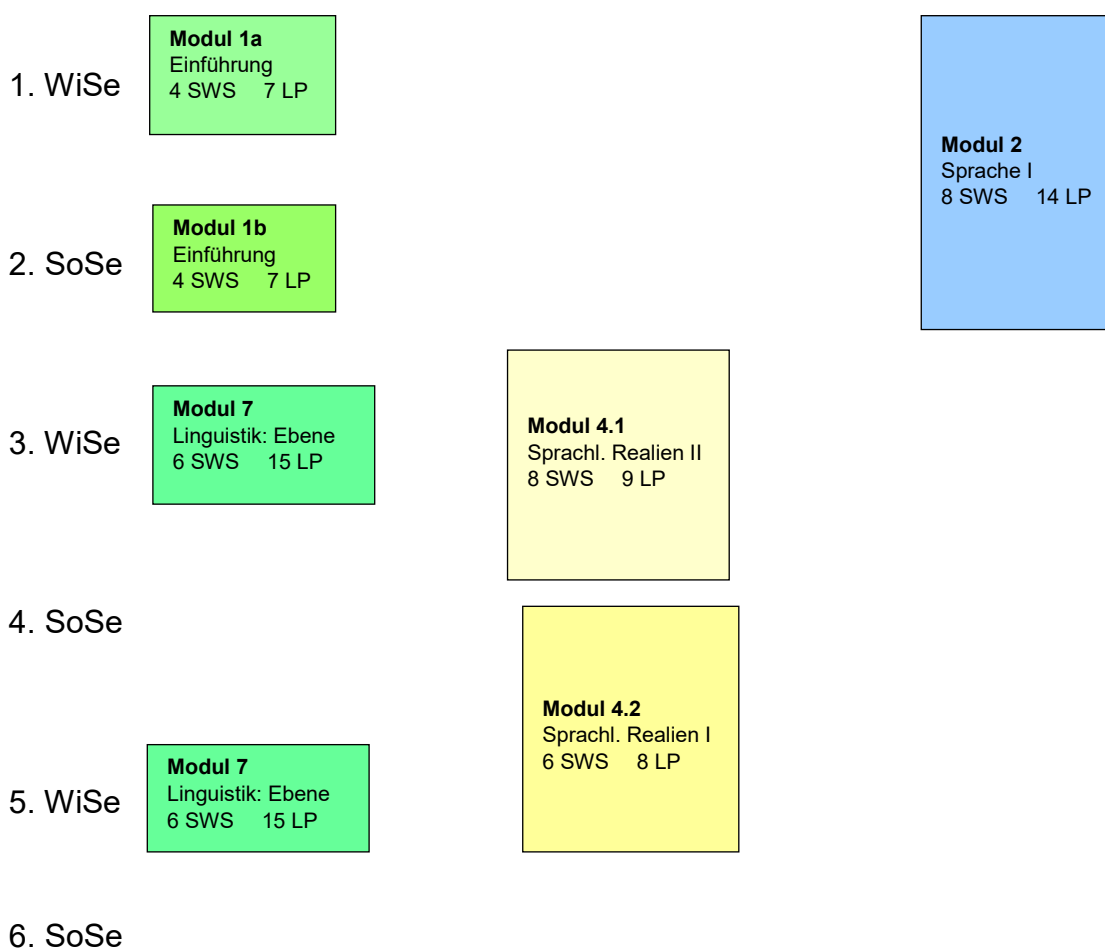 Modul 1a
Einführung
4 SWS 7 LP
1. WiSe
Modul 2
Sprache I
8 SWS 14 LP
Modul 1b
Einführung
4 SWS 7 LP
2. SoSe
Modul 7
Linguistik: Ebene
6 SWS 15 LP
3. WiSe
Modul 4.1
Sprachl. Realien II
8 SWS 9 LP
4. SoSe
Modul 4.2
Sprachl. Realien I
6 SWS 8 LP
Modul 7
Linguistik: Ebene
6 SWS 15 LP
5. WiSe
6. SoSe